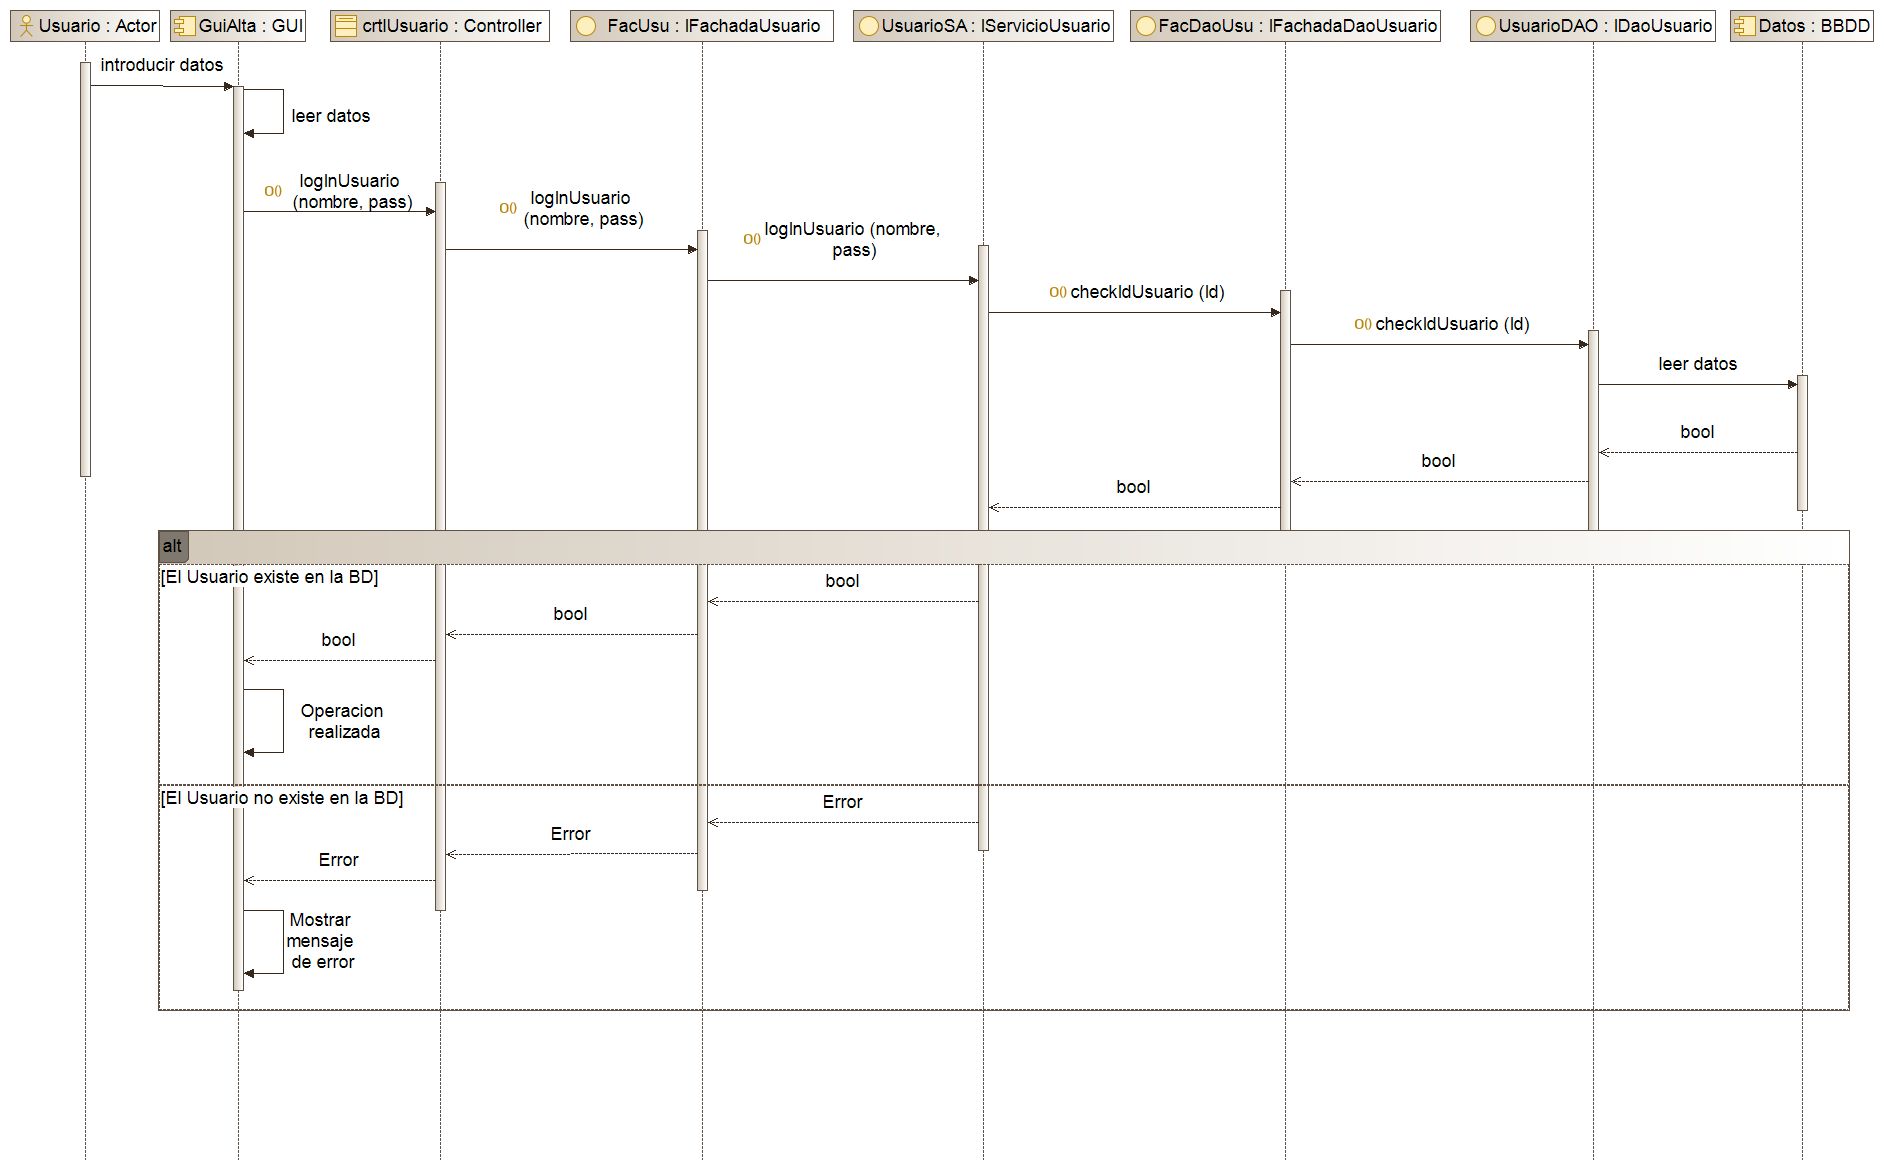 Usuario : Actor
GuiAlta : GUI
crtlUsuario : Controller
FacUsu : IFachadaUsuario
UsuarioSA : IServicioUsuario
FacDaoUsu : IFachadaDaoUsuario
UsuarioDAO : IDaoUsuario
Datos : BBDD
introducir datos
leer datos
O() logInUsuario
(nombre, pass)
O() logInUsuario
(nombre, pass)
O() logInUsuario (nombre,
pass)
O() checkIdUsuario (Id)
O() checkIdUsuario (Id)
leer datos
bool
bool
bool
alt
[El Usuario existe en la BD]
bool
bool
bool
Operacion
realizada
[El Usuario no existe en la BD]
Error
Error
Error
Mostrar
mensaje
de error